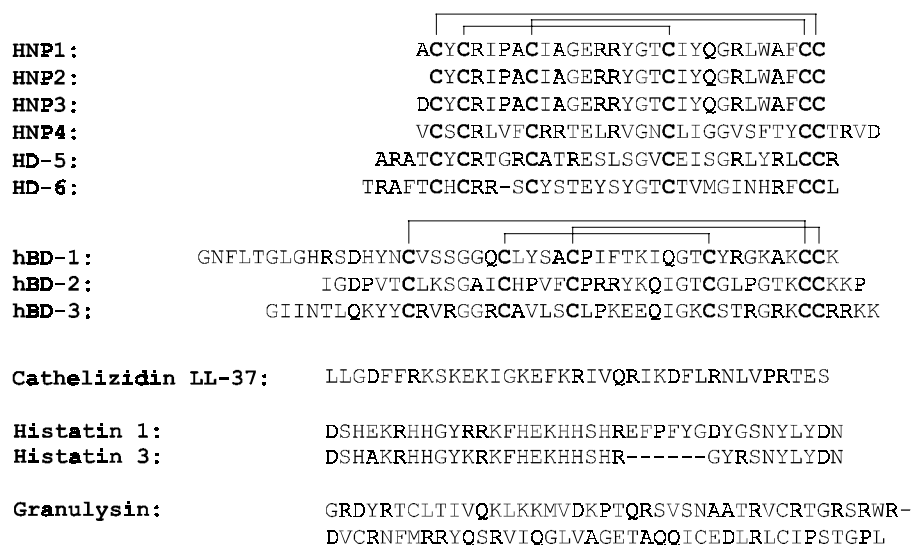 HNP1: ACYCRIPACIAGERRYGTCIYQGRLWAFCC
HNP2: CYCRIPACIAGERRYGTCIYQGRLWAFCC
HNP3: DCYCRIPACIAGERRYGTCIYQGRLWAFCC
HNP4: VCSCRLVFCRRTELRVGNCLIGGVSFTYCCTRVD
HD-5: ARATCYCRTGRCATRESLSGVCEISGRLYRLCCR
HD-6: TRAFTCHCRR-SCYSTEYSYGTCTVMGINHRFCCL
hBD-1: GNFLTGLGHRSDHYNCVSSGGQCLYSACPIFTKIQGTCYRGKAKCCK
hBD-2: IGDPVTCLKSGAICHPVFCPRRYKQIGTCGLPGTKCCKKP
hBD-3: GIINTLQKYYCRVRGGRCAVLSCLPKEEQIGKCSTRGRKCCRRKK
Cathelizidin LL-37: LLGDFFRKSKEKIGKEFKRIVQRIKDFLRNLVPRTES
Histatin 1: DSHEKRHHGYRRKFHEKHHSHREFPFYGDYGSNYLYDN
Histatin 3: DSHAKRHHGYKRKFHEKHHSHR------GYRSNYLYDN
Granulysin: GRDYRTCLTIVQKLKKMVDKPTQRSVSNAATRVCRTGRSRWR-
DVCRNFMRRYQSRVIQGLVAGETAQQICEDLRLCIPSTGPL